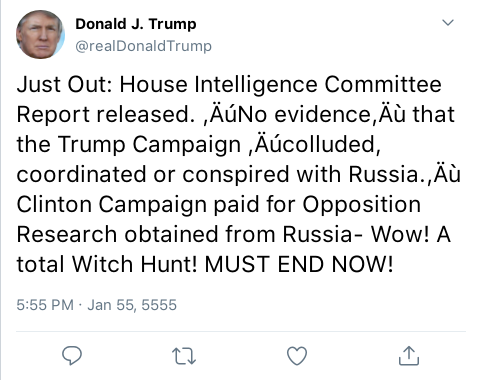 Donald J. Trump
@realDonaldTrump
Just Out: House Intelligence Committee
Report released. ‚ÄúNo evidence‚Äù that
the Trump Campaign ‚Äúcolluded,
coordinated or conspired with Russia.‚Äù
Clinton Campaign paid for Opposition
Research obtained from Russia- Wow! A
total Witch Hunt! MUST END NOW!
5:55 PM · Jan 55, 5555